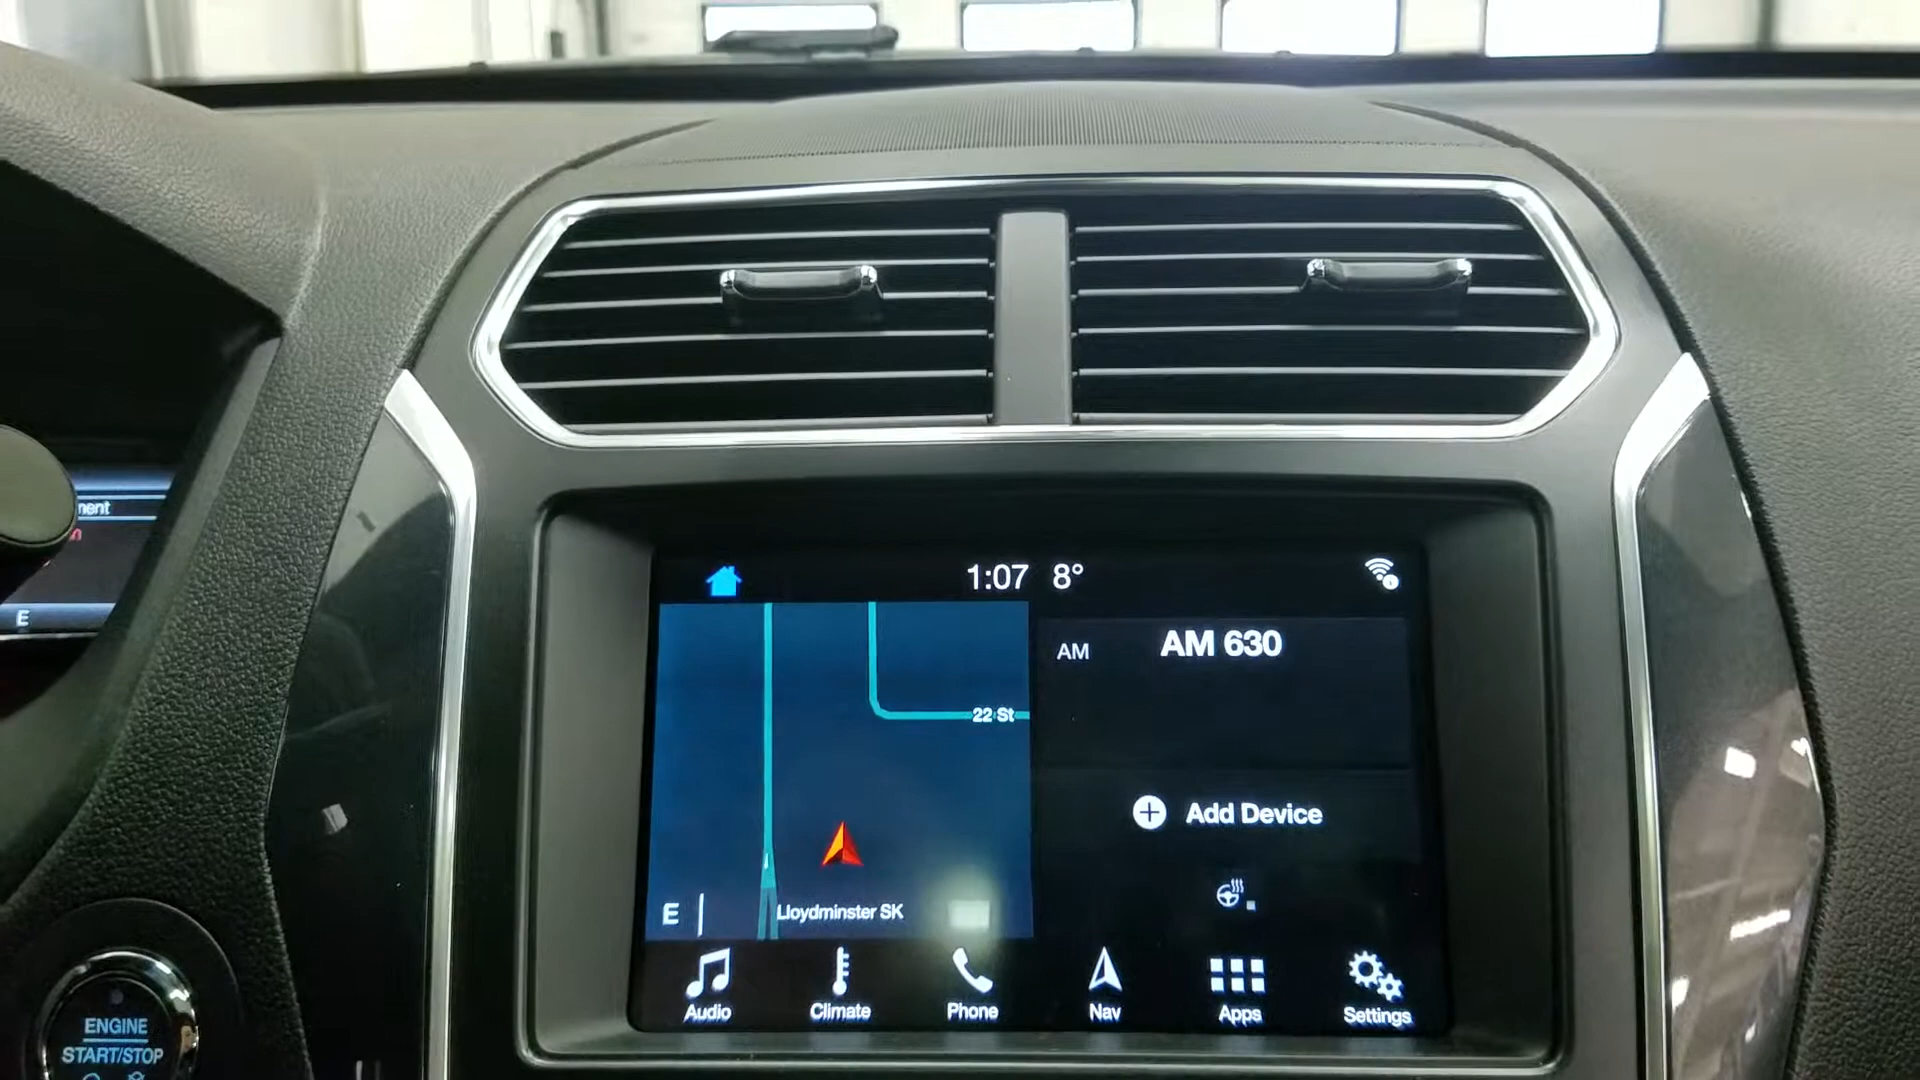 1:07 8°
AM AM 630
22 St
Add Device
E
Lloydminster SK
Audio Climate Phone Nav Apps Settings
ENGINE
START/STOP
E